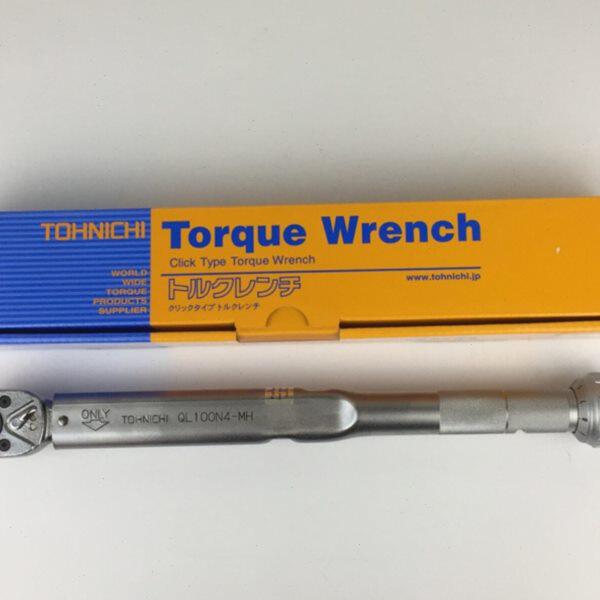 TOHNICHI
WORLD
WIDE
TORQUE
PRODUCTS
SUPPLIER
Torque Wrench
Click Type Torque Wrench
www.tohnichi.jp
トルクレンチ
クリックタイプ トルクレンチ
ONLY
TOHNICHI QL100N4-MH